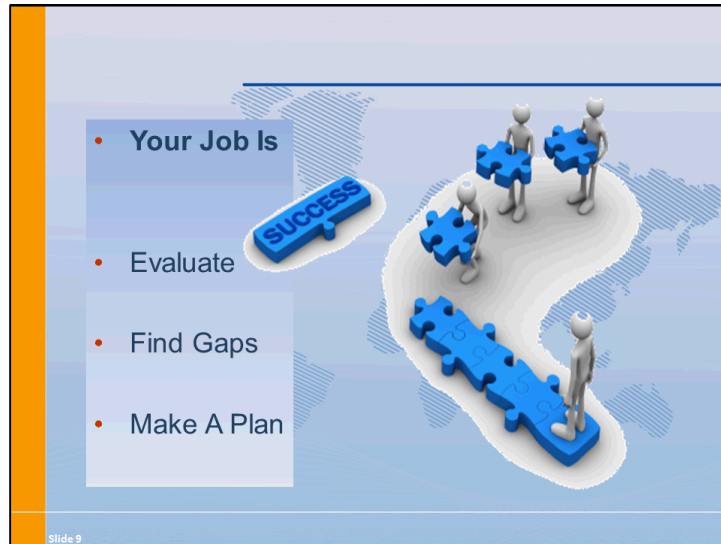 Your Job Is
SUCCESS
Evaluate
Find Gaps
Make A Plan
Slide 9